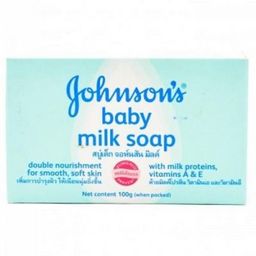 Johnson's
baby
milk soap
สบู่เด็ก จอห์นสัน มิลค์
double nourishment
for smooth, soft skin
with milk proteins,
vitamins A & E
Net content 100g (when packed)